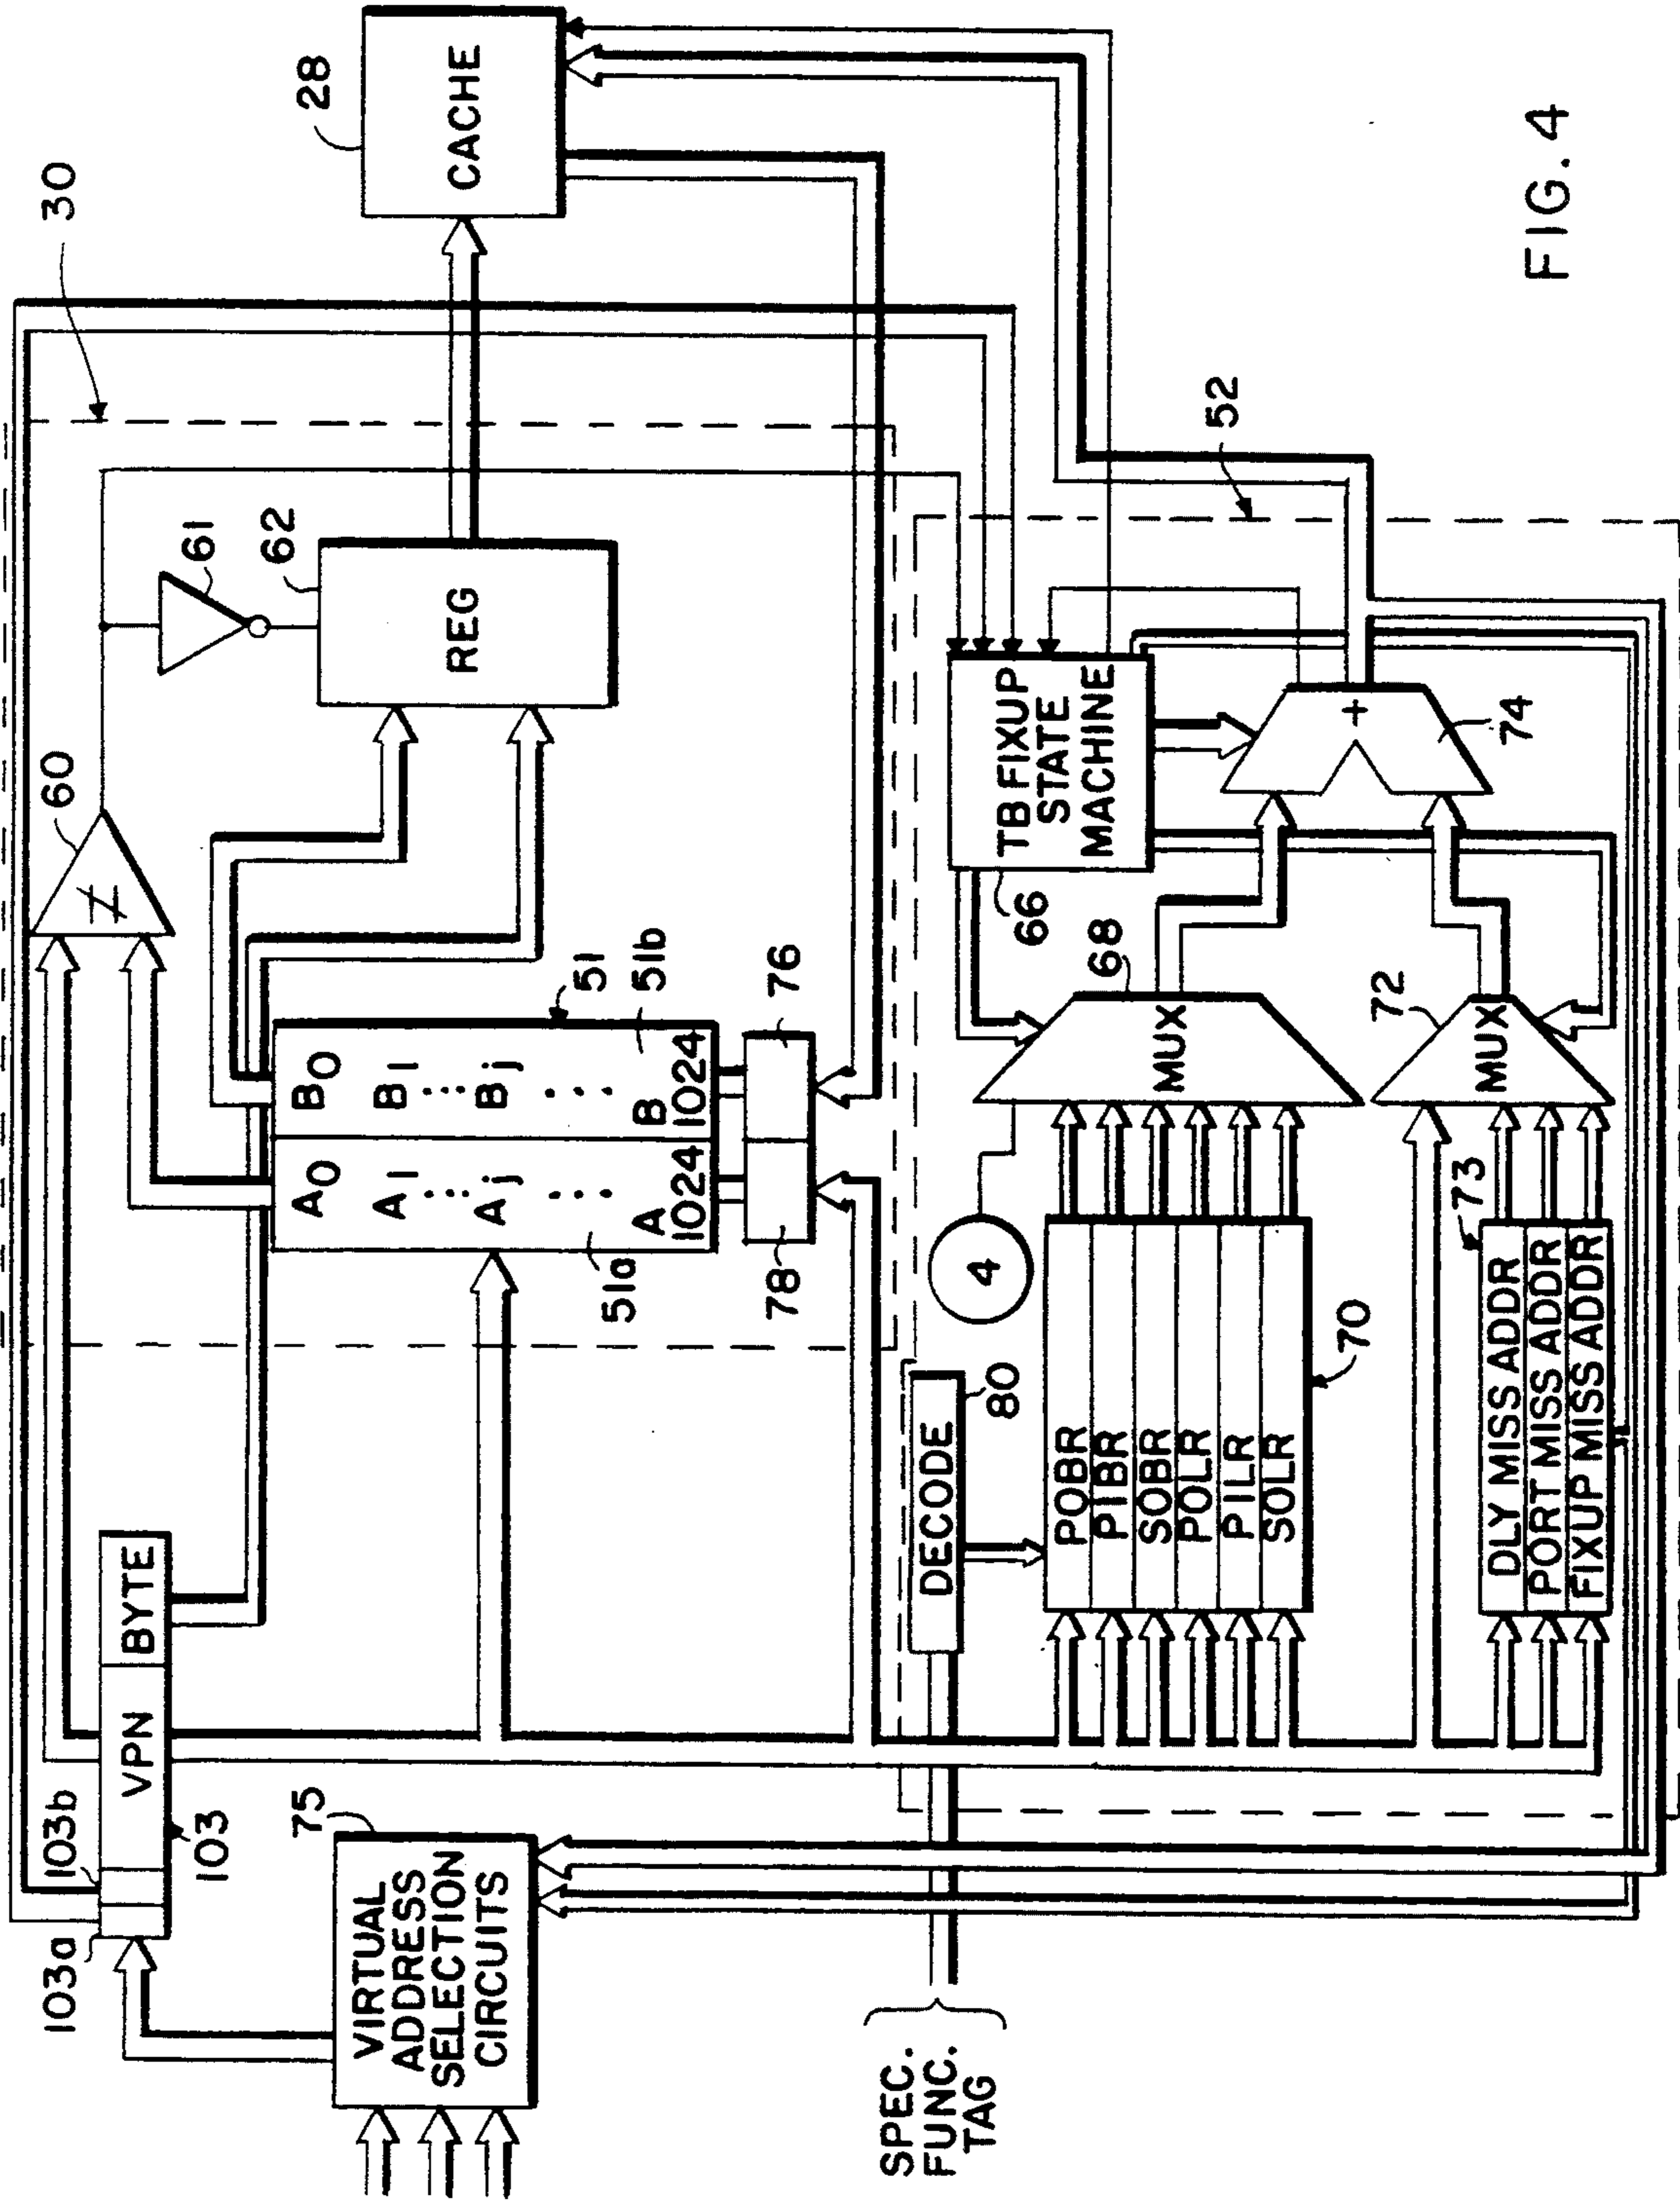 30
28
CACHE
60
≠
61
62
REG
103a
103b
VPN
BYTE
103
75
VIRTUAL
ADDRESS
SELECTION
CIRCUITS
A0
B0
A1
B1
Aj
Bj
A
1024
B
1024
51
51a
51b
76
78
SPEC.
FUNC.
TAG
DECODE
80
4
52
TB FIXUP
STATE
MACHINE
66
68
MUX
POBR
PIBR
SOBR
POLR
PILR
SOLR
70
72
MUX
73
DLY MISS ADDR
PORT MISS ADDR
FIXUP MISS ADDR
+
74
FIG. 4